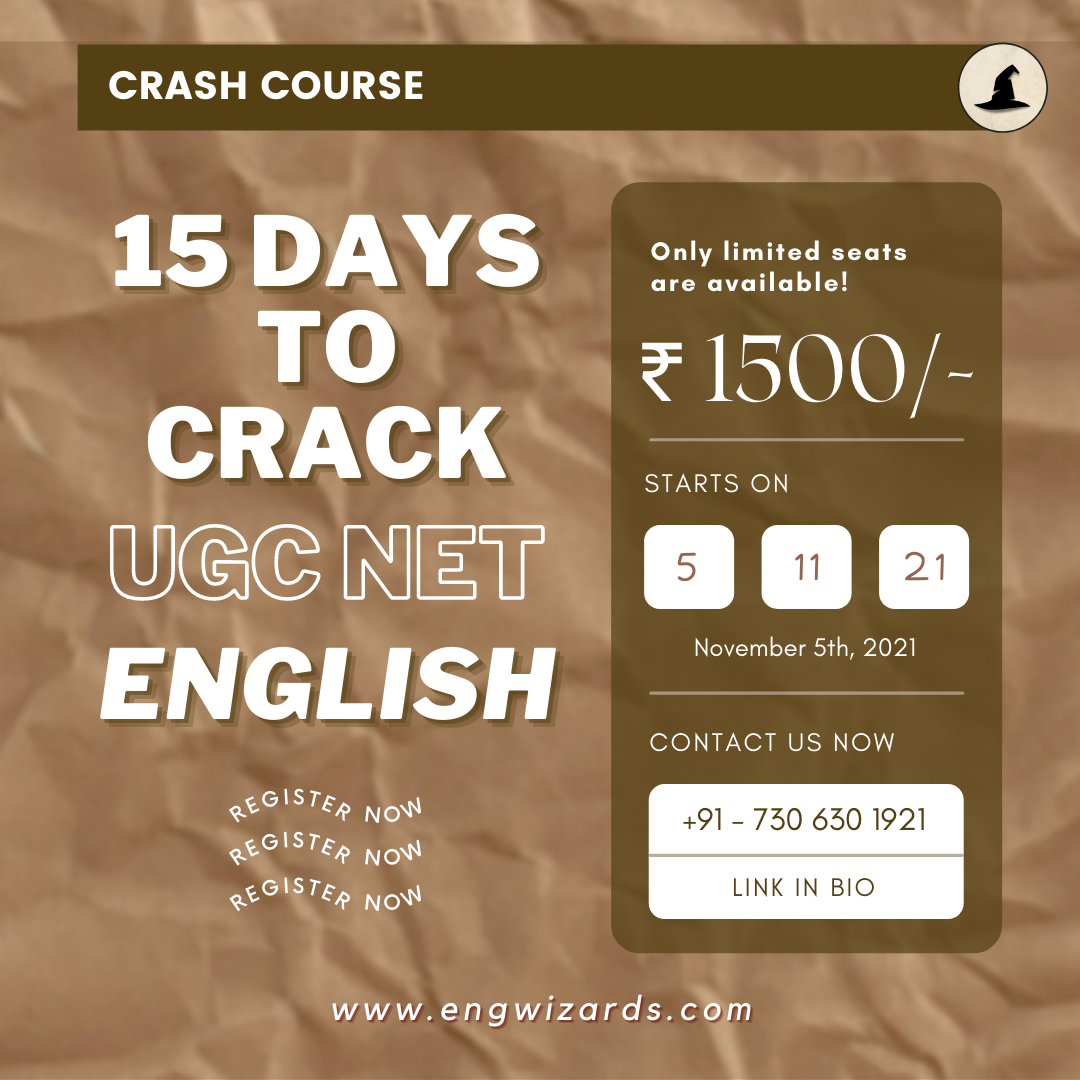 CRASH COURSE
15 DAYS
TO
CRACK
UGC NET
ENGLISH
REGISTER NOW
REGISTER NOW
REGISTER NOW
Only limited seats
are available!
₹ 1500/-
STARTS ON
5 11 21
November 5th, 2021
CONTACT US NOW
+91 - 730 630 1921
LINK IN BIO
www.engwizards.com